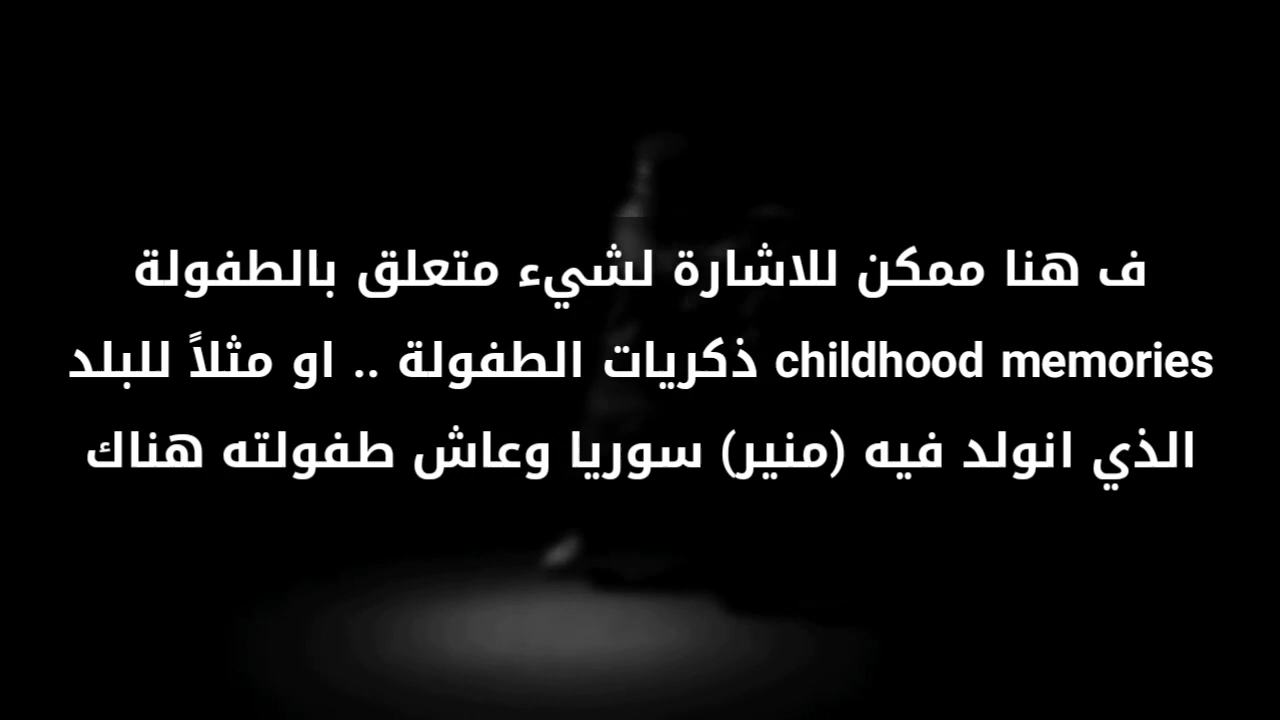 ف هنا ممكن للاشارة لشيء متعلق بالطفولة
childhood memories ذكريات الطفولة .. او مثلاً للبلد
الذي انولد فيه (منير) سوريا وعاش طفولته هناك